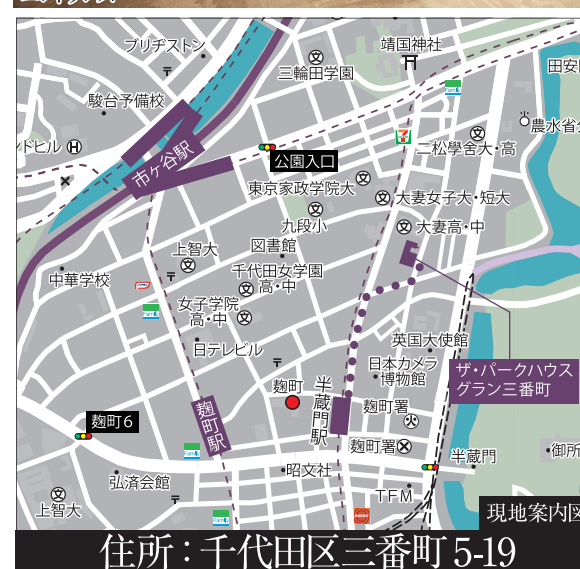 ブリヂストン
靖国神社
三輪田学園
田安
駿台予備校
農水省
ンドビル H
市ヶ谷駅
公園入口
二松學舍大・高
東京家政学院大
大妻女子大・短大
九段小
大妻高・中
上智大
図書館
中華学校
千代田女学園
高・中
女子学院
高・中
英国大使館
日テレビル
日本カメラ
博物館
ザ・パークハウス
グラン三番町
麹町
半蔵門駅
麹町署
麹町駅
麹町6
麹町署
半蔵門
御所
昭文社
弘済会館
TFM
上智大
現地案内図
住所：千代田区三番町5-19